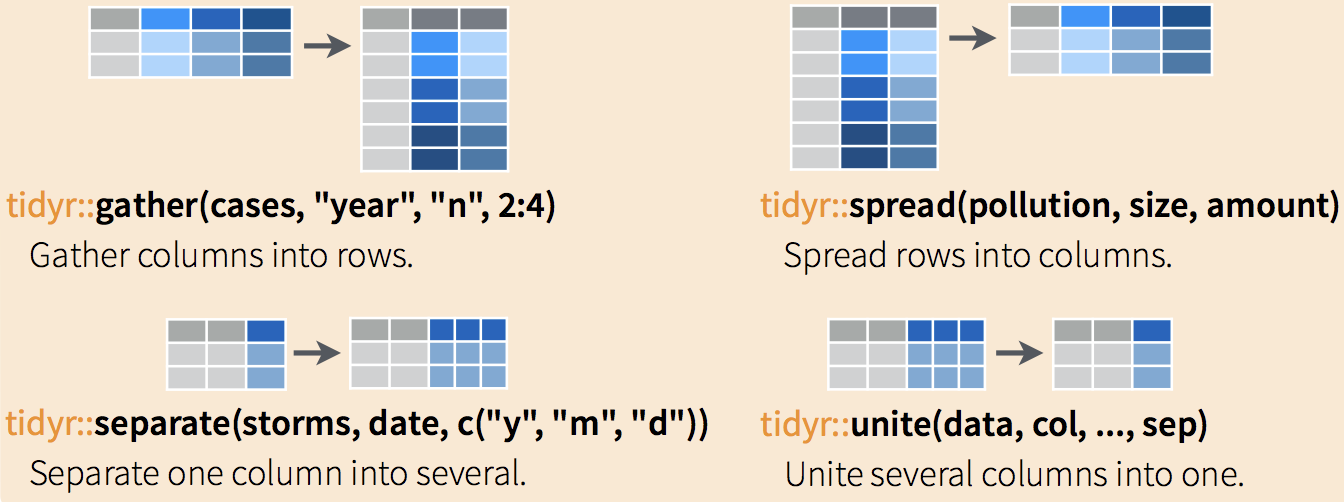 tidyr::gather(cases, "year", "n", 2:4)
Gather columns into rows.
tidyr::spread(pollution, size, amount)
Spread rows into columns.
tidyr::separate(storms, date, c("y", "m", "d"))
Separate one column into several.
tidyr::unite(data, col, ..., sep)
Unite several columns into one.